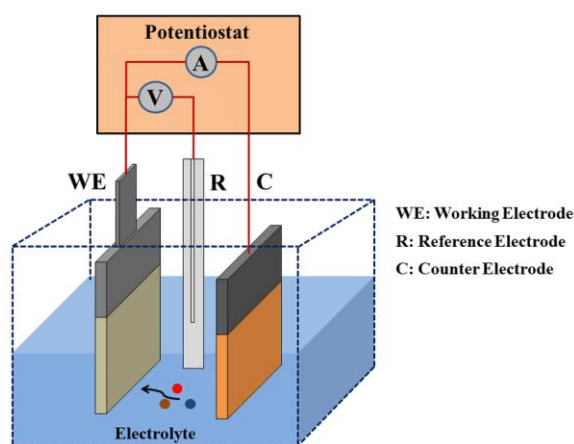 Potentiostat
A
V
WE
R
C
WE: Working Electrode
R: Reference Electrode
C: Counter Electrode
Electrolyte